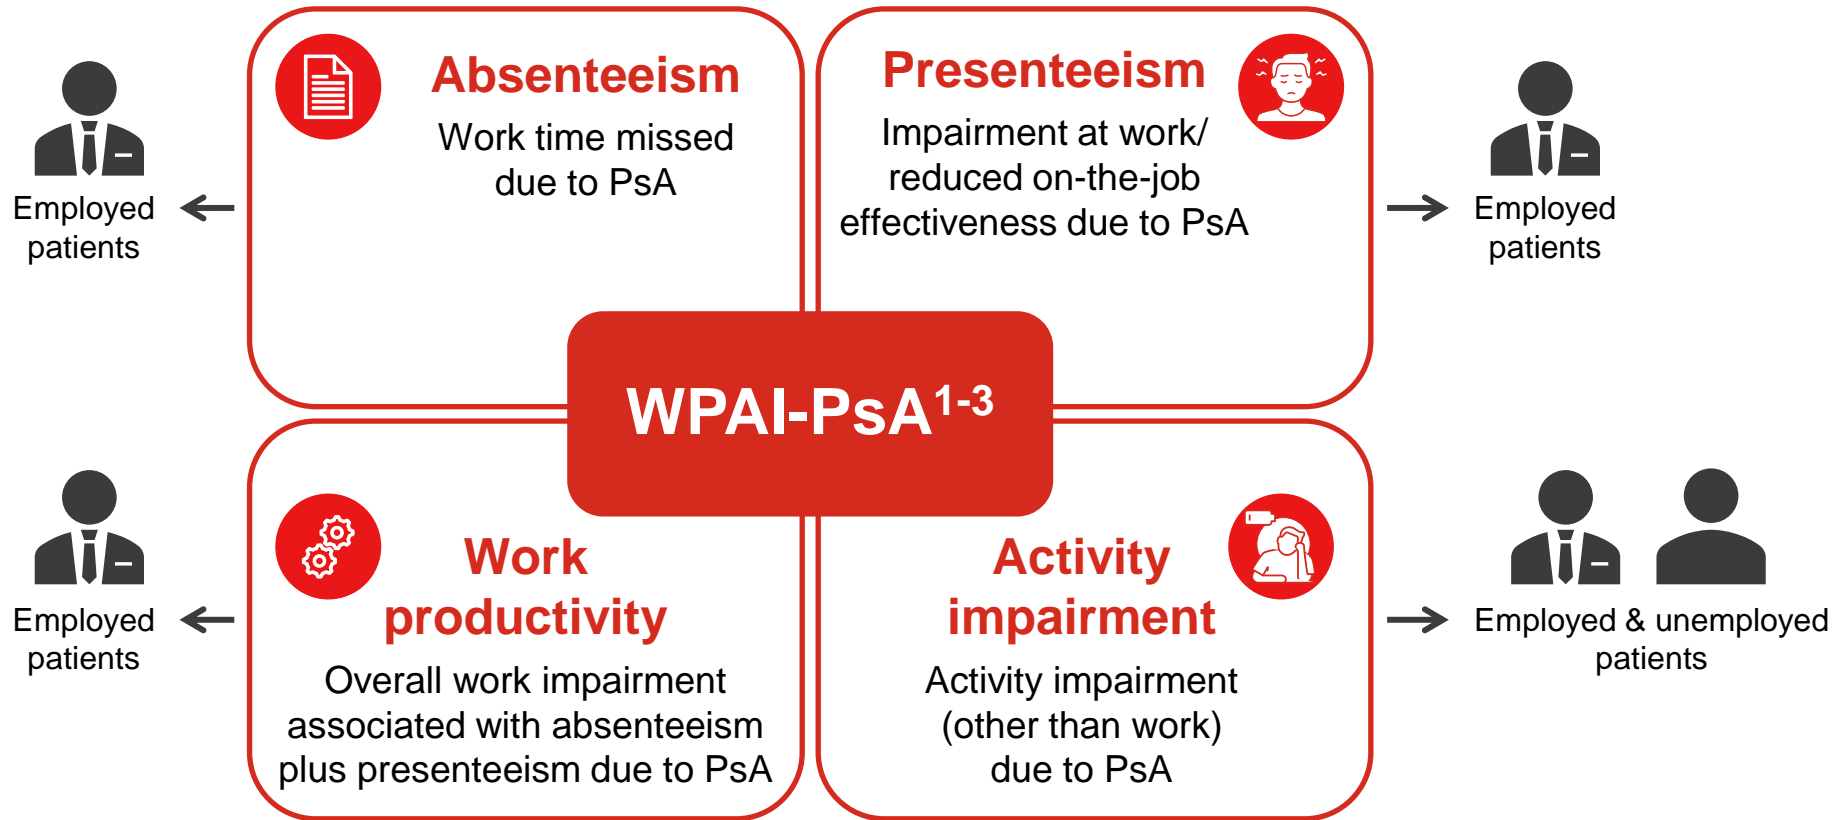 Absenteeism
Work time missed
due to PsA
Employed
patients
Presenteeism
Impairment at work/
reduced on-the-job
effectiveness due to PsA
Employed
patients
WPAI-PsA1-3
Work
productivity
Overall work impairment
associated with absenteeism
plus presenteeism due to PsA
Employed
patients
Activity
impairment
Activity impairment
(other than work)
due to PsA
Employed & unemployed
patients